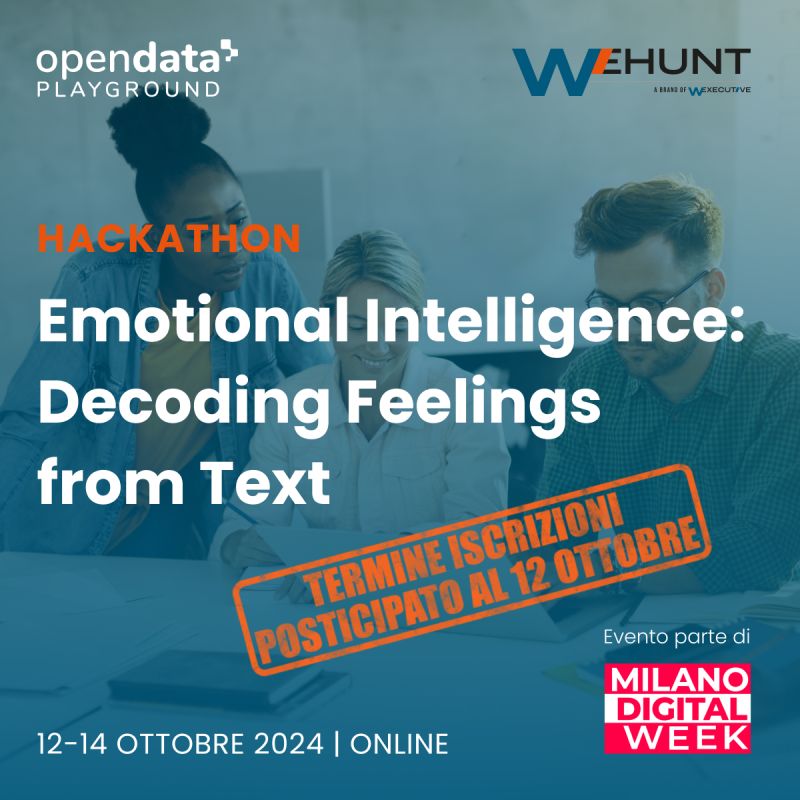 opendata
PLAYGROUND
WEHUNT
A BRAND OF WEXECUTIVE
HACKATHON
Emotional Intelligence:
Decoding Feelings
from Text
TERMINE ISCRIZIONI
POSTICIPATO AL 12 OTTOBRE
Evento parte di
MILANO
DIGITAL
WEEK
12-14 OTTOBRE 2024 | ONLINE